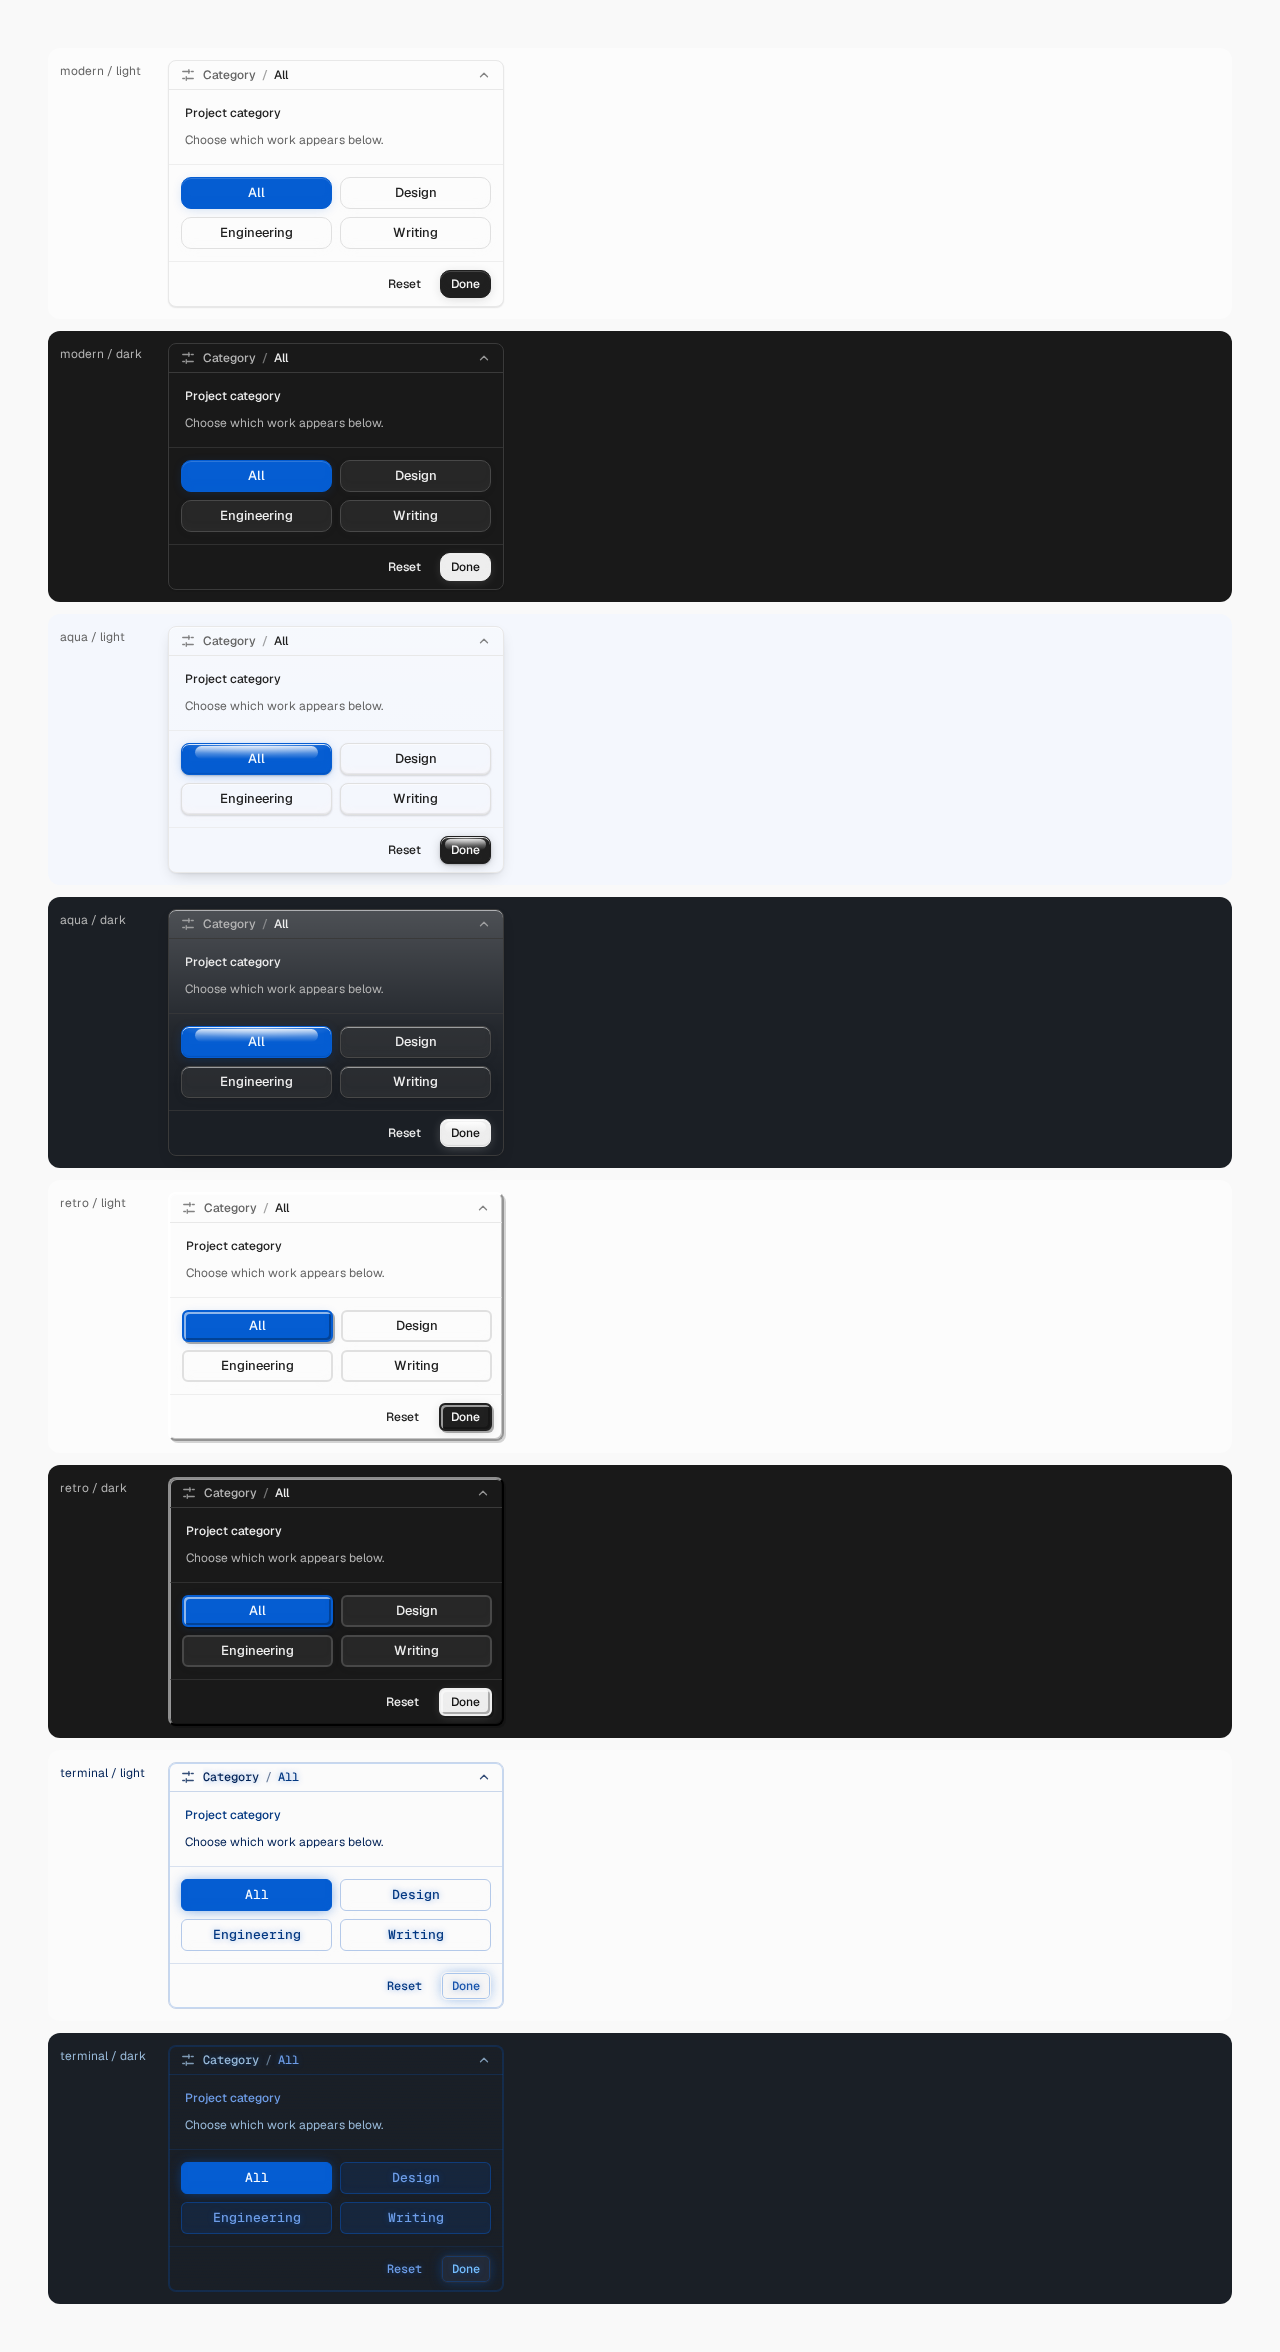 modern / light
Category / All
Project category
Choose which work appears below.
All Design
Engineering Writing
Reset Done
modern / dark
Category / All
Project category
Choose which work appears below.
All Design
Engineering Writing
Reset Done
aqua / light
Category / All
Project category
Choose which work appears below.
All Design
Engineering Writing
Reset Done
aqua / dark
Category / All
Project category
Choose which work appears below.
All Design
Engineering Writing
Reset Done
retro / light
Category / All
Project category
Choose which work appears below.
All Design
Engineering Writing
Reset Done
retro / dark
Category / All
Project category
Choose which work appears below.
All Design
Engineering Writing
Reset Done
terminal / light
Category / All
Project category
Choose which work appears below.
All Design
Engineering Writing
Reset Done
terminal / dark
Category / All
Project category
Choose which work appears below.
All Design
Engineering Writing
Reset Done